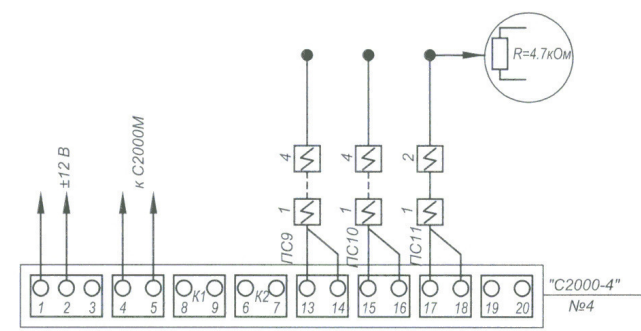 R=4.7кОм
±12 В
к С2000М
4
4
2
1
1
1
ПС9
ПС10
ПС11
1 2 3 4 5 8 К1 9 6 К2 7 13 14 15 16 17 18 19 20
"С2000-4"
№4